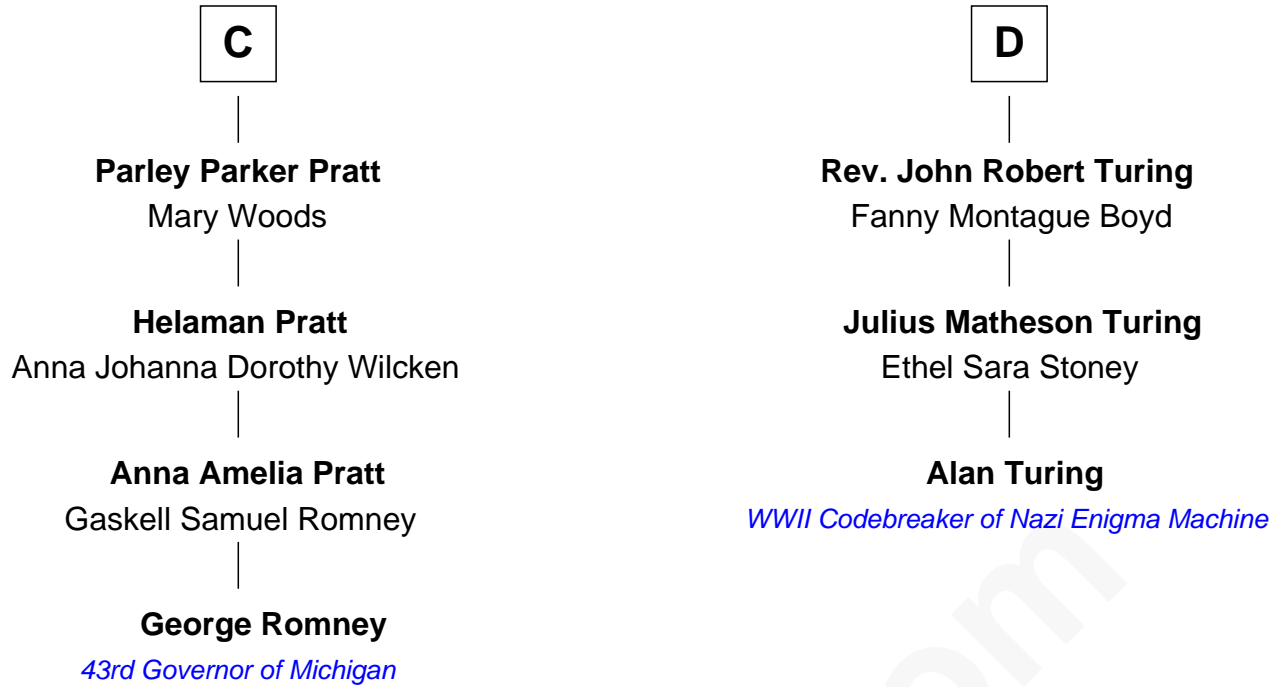 C
Parley Parker Pratt
Mary Woods
Helaman Pratt
Anna Johanna Dorothy Wilcken
Anna Amelia Pratt
Gaskell Samuel Romney
George Romney
43rd Governor of Michigan
D
Rev. John Robert Turing
Fanny Montague Boyd
Julius Matheson Turing
Ethel Sara Stoney
Alan Turing
WWII Codebreaker of Nazi Enigma Machine
om